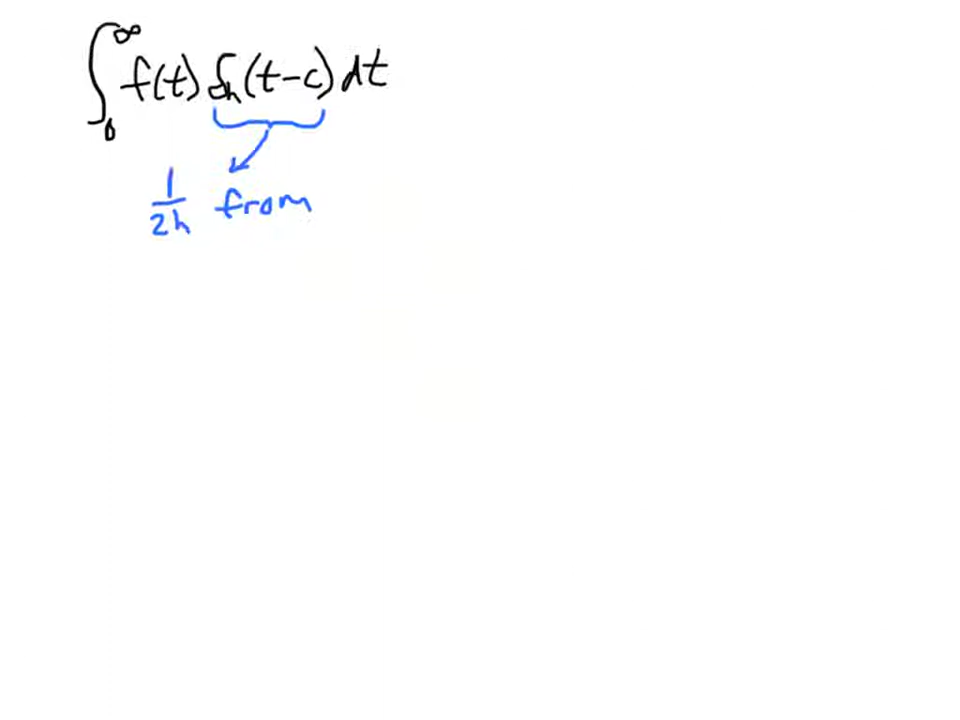 ∫₀^∞ f(t) δₕ(t-c) dt
1/2h from